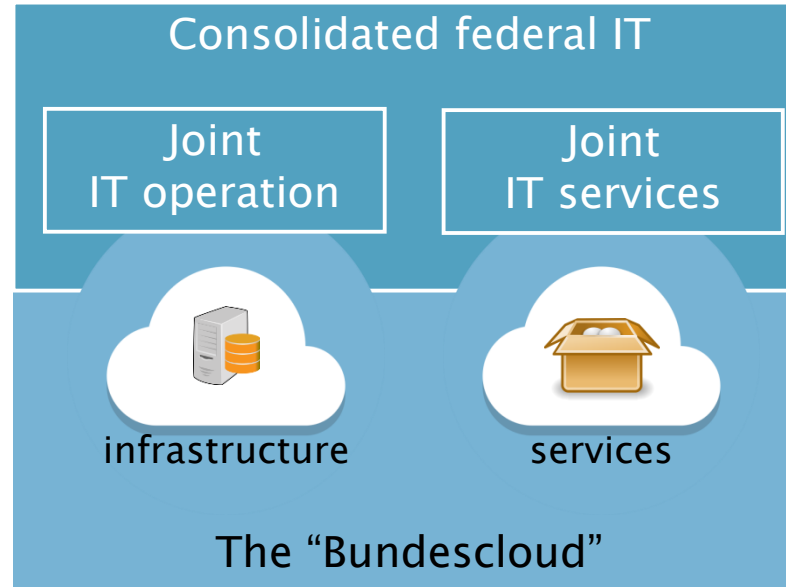 Consolidated federal IT
Joint
IT operation
Joint
IT services
infrastructure
services
The “Bundescloud”